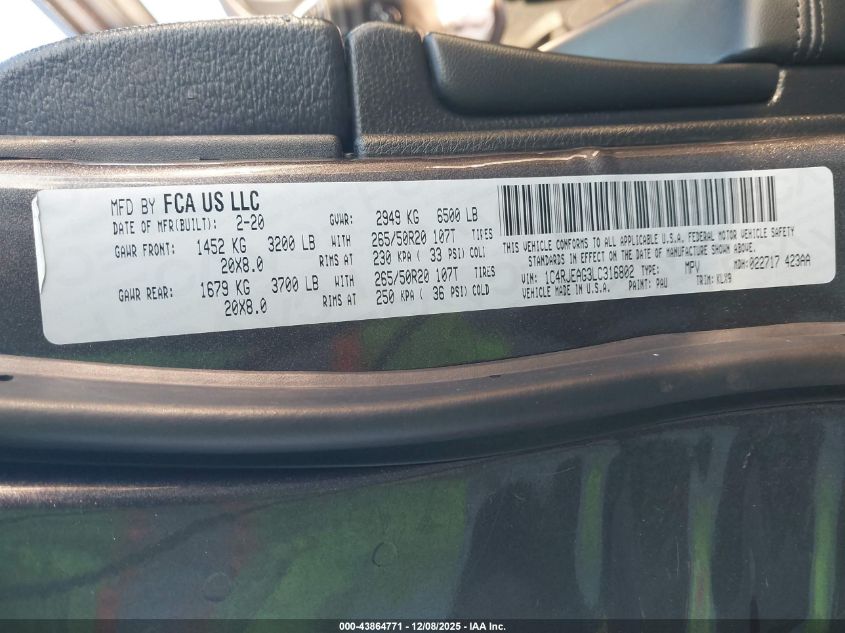 MFD BY FCA US LLC
DATE OF MFR(BUILT): 2-20 GVWR: 2949 KG 6500 LB
GAWR FRONT: 1452 KG 3200 LB WITH 265/50R20 107T TIRES
20X8.0 RIMS AT 230 KPA ( 33 PSI) COLD
GAWR REAR: 1679 KG 3700 LB WITH 265/50R20 107T TIRES
20X8.0 RIMS AT 250 KPA ( 36 PSI) COLD
THIS VEHICLE CONFORMS TO ALL APPLICABLE U.S.A. FEDERAL MOTOR VEHICLE SAFETY
STANDARDS IN EFFECT ON THE DATE OF MANUFACTURE SHOWN ABOVE.
VIN: 1C4RJEAG3LC316802 TYPE: MPV MDH: 022717 423AA
VEHICLE MADE IN U.S.A. PAINT: PAU TRIM: KLX9
000-43864771 - 12/08/2025 - IAA Inc.